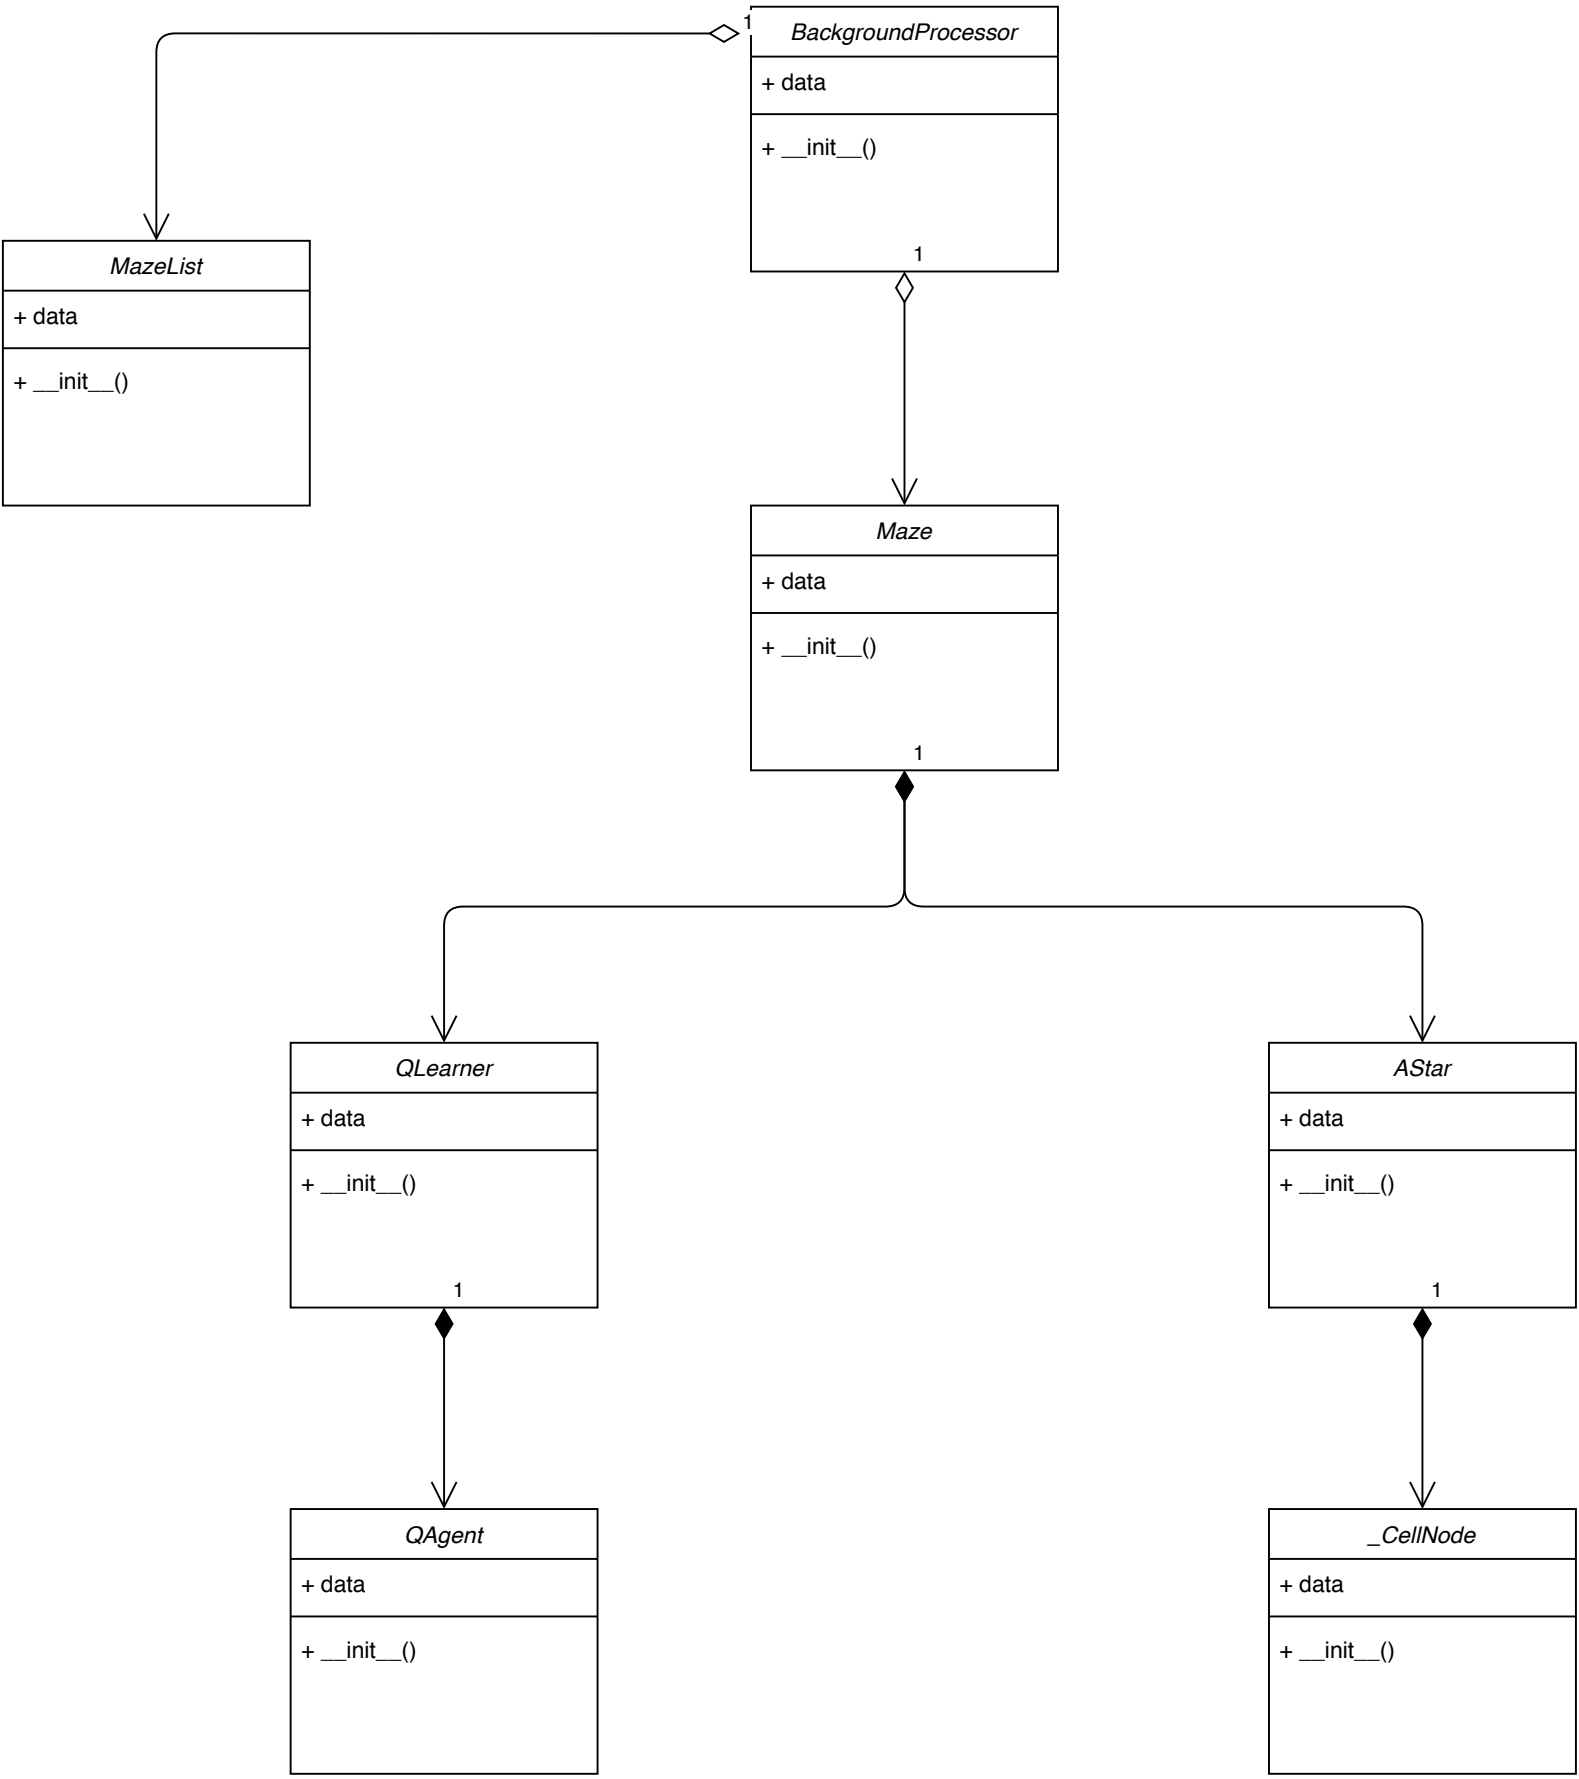 1
BackgroundProcessor
+ data
+ __init__()
1
MazeList
+ data
+ __init__()
Maze
+ data
+ __init__()
1
QLearner
+ data
+ __init__()
1
AStar
+ data
+ __init__()
1
QAgent
+ data
+ __init__()
_CellNode
+ data
+ __init__()